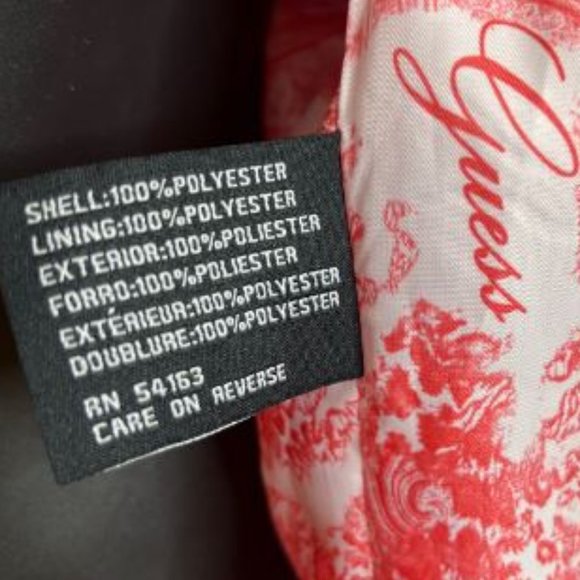 SHELL:100%POLYESTER
LINING:100%POLYESTER
EXTERIOR:100%POLIESTER
FORRO:100%POLIESTER
EXTÉRIEUR:100%POLYESTER
DOUBLURE:100%POLYESTER
RN 54163
CARE ON REVERSE
Guess